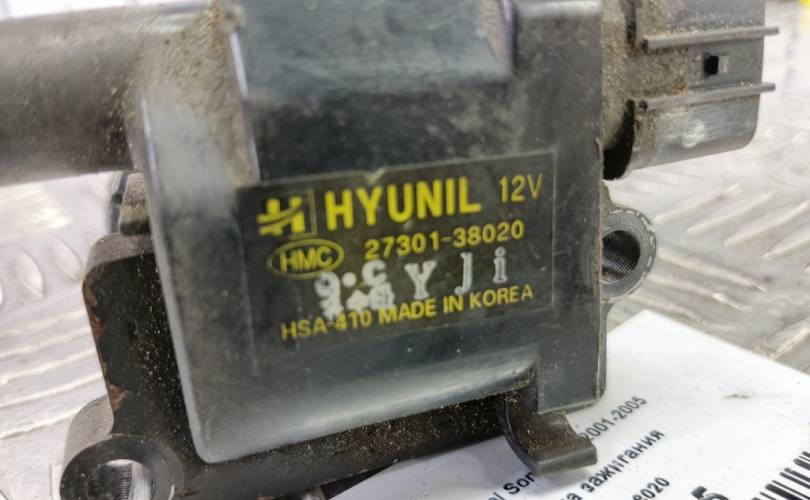 HYUNIL 12V
HMC 27301-38020
9·C Y J i
HSA-410 MADE IN KOREA
2001-2005
зажигания